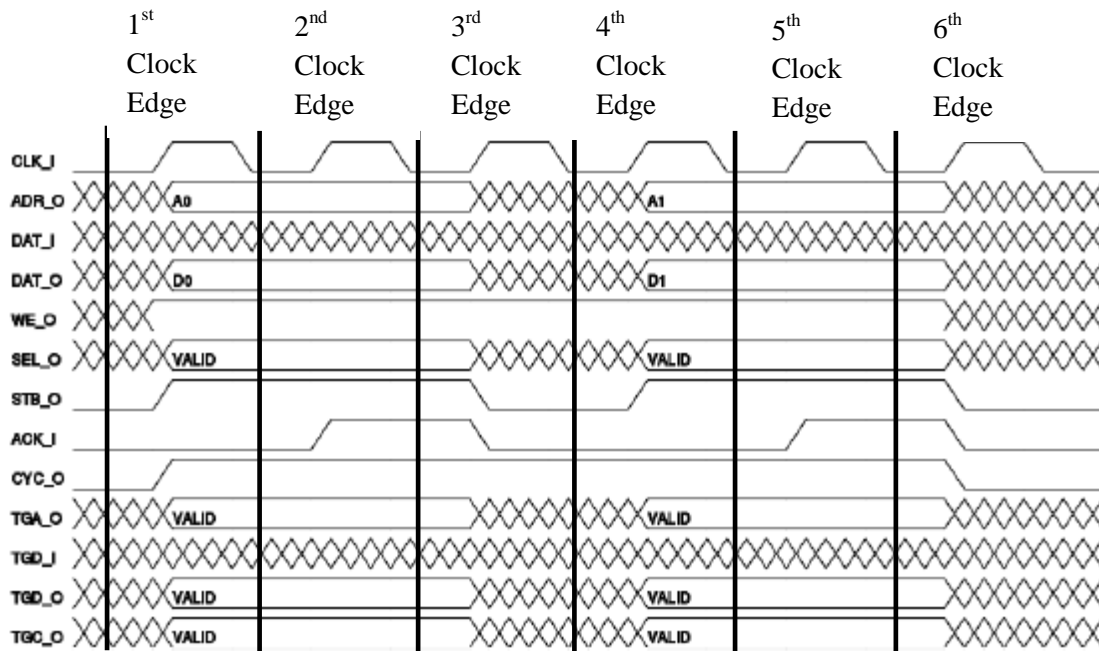 1st 2nd 3rd 4th 5th 6th
Clock Clock Clock Clock Clock Clock
Edge Edge Edge Edge Edge Edge
CLK_I
ADR_O A0 A1
DAT_I
DAT_O D0 D1
WE_O
SEL_O VALID VALID
STB_O
ACK_I
CYC_O
TGA_O VALID VALID
TGD_I
TGD_O VALID VALID
TGC_O VALID VALID